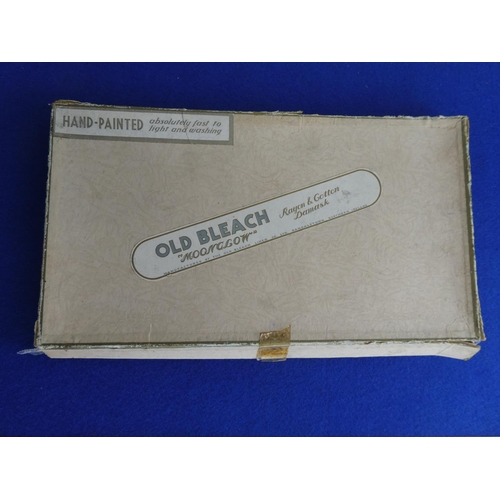 HAND-PAINTED
absolutely fast to
light and washing
OLD BLEACH
"MOONGLOW"
Rayon & Cotton
Damask